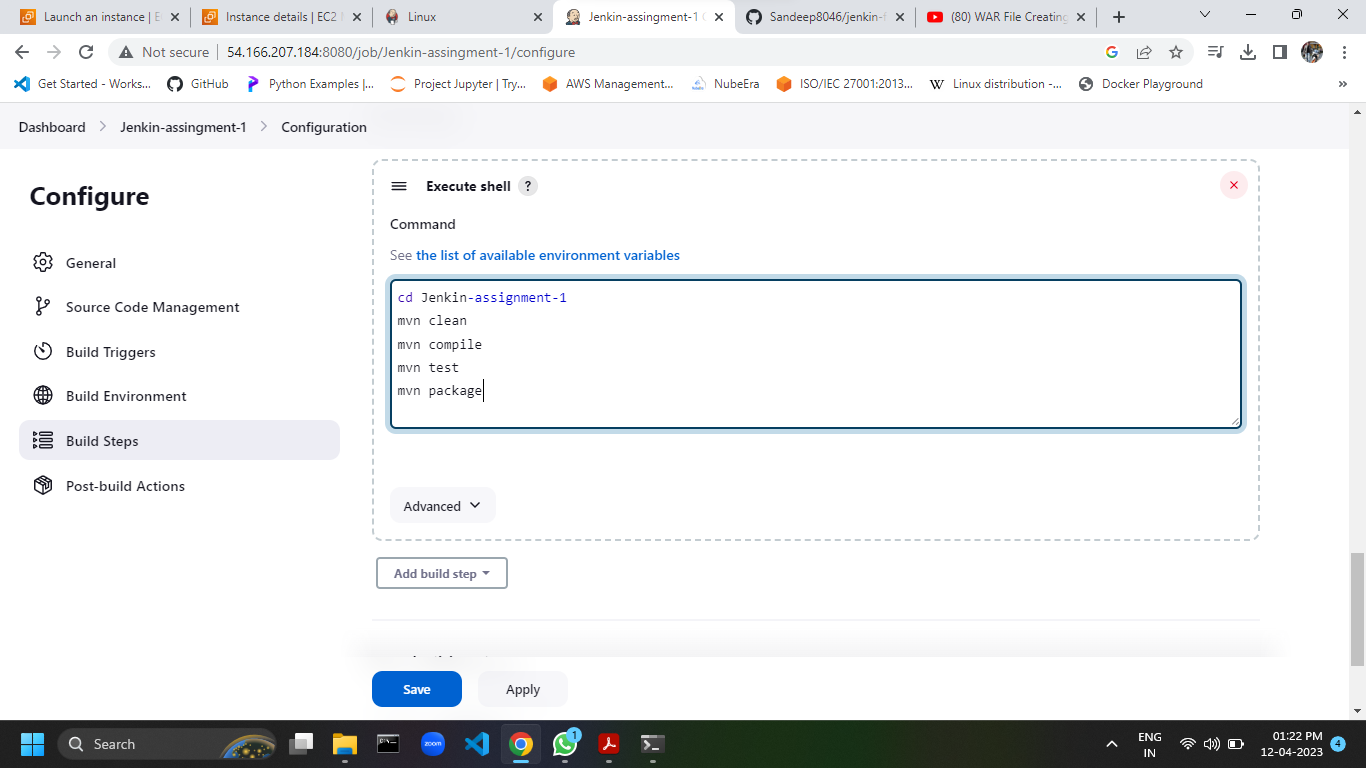 Launch an instance | E
Instance details | EC2
Linux
Jenkin-assingment-1
Sandeep8046/jenkin-
(80) WAR File Creating
Not secure | 54.166.207.184:8080/job/Jenkin-assingment-1/configure
Get Started - Works...
GitHub
Python Examples |...
Project Jupyter | Try...
AWS Management...
NubeEra
ISO/IEC 27001:2013...
Linux distribution -...
Docker Playground
»
Dashboard > Jenkin-assingment-1 > Configuration
Configure
General
Source Code Management
Build Triggers
Build Environment
Build Steps
Post-build Actions
Execute shell ?
Command
See the list of available environment variables
cd Jenkin-assignment-1
mvn clean
mvn compile
mvn test
mvn package
Advanced
Add build step
Save
Apply
Search
zoom
1
ENG
IN
01:22 PM
12-04-2023
4